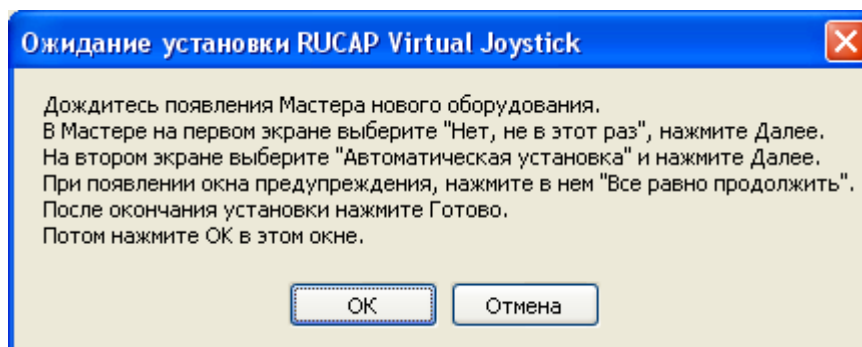 Ожидание установки RUCAP Virtual Joystick
Дождитесь появления Мастера нового оборудования.
В Мастере на первом экране выберите "Нет, не в этот раз", нажмите Далее.
На втором экране выберите "Автоматическая установка" и нажмите Далее.
При появлении окна предупреждения, нажмите в нем "Все равно продолжить".
После окончания установки нажмите Готово.
Потом нажмите ОК в этом окне.
ОК
Отмена